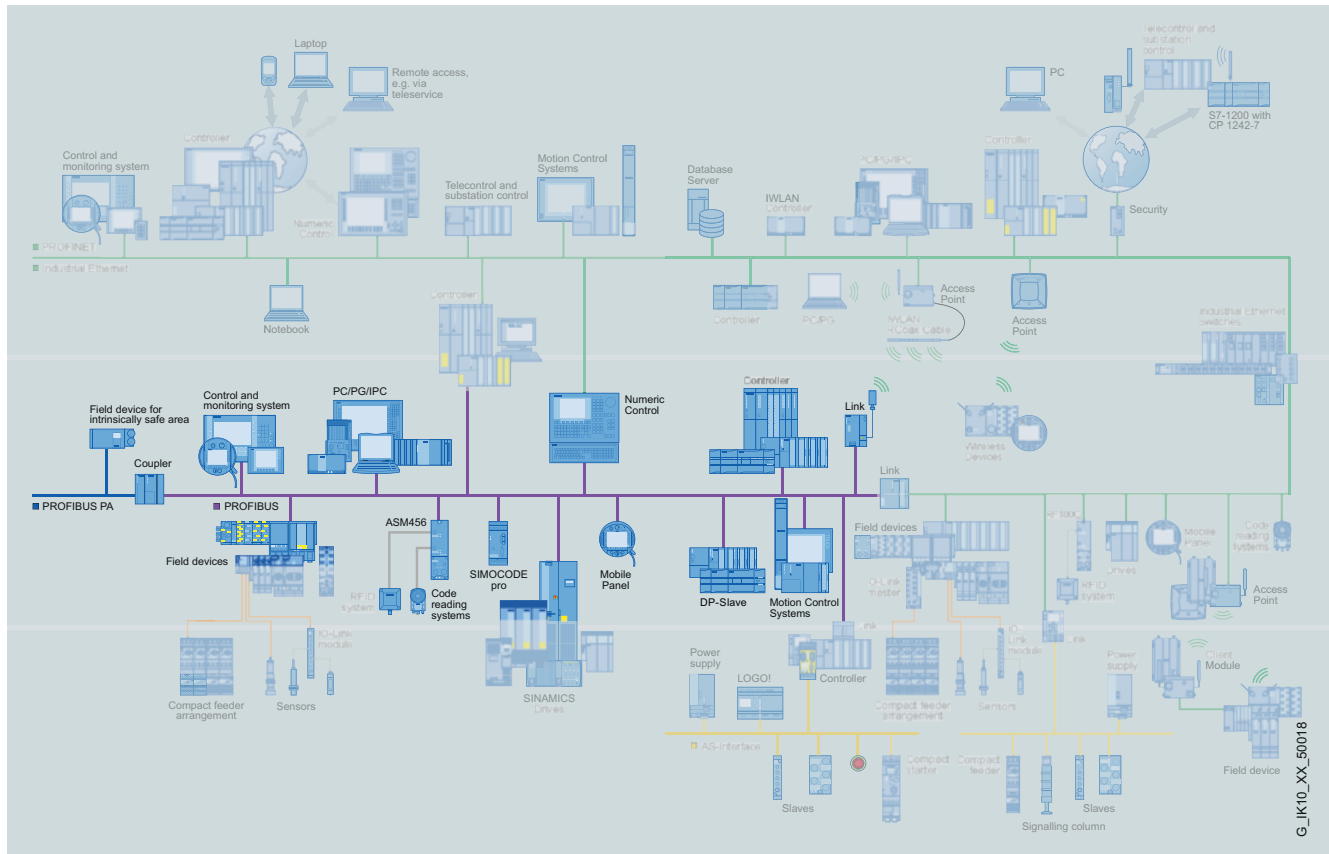 Laptop
Remote access,
e.g. via
teleservice
Controller
Control and
monitoring system
Numeric
Control
Telecontrol and
substation control
Motion Control
Systems
Database
Server
IWLAN
Controller
PC/PG/IPC
Controller
PC
Telecontrol and
substation
control
S7-1200 with
CP 1242-7
Security
PROFINET
Industrial Ethernet
Notebook
Controller
Controller
PC/PG
IWLAN
RCoax Cable
Access
Point
Access
Point
Industrial Ethernet
Switches
Field device for
intrinsically safe area
Coupler
Control and
monitoring system
PC/PG/IPC
Numeric
Control
Controller
Link
Wireless
Devices
Link
PROFIBUS PA
PROFIBUS
Field devices
ASM456
SIMOCODE
pro
Mobile
Panel
DP-Slave
Motion Control
Systems
RFID
system
Code
reading
systems
Field devices
IO-Link
master
RFID
system
Drives
Mobile
Panel
Code
reading
systems
Access
Point
IO-Link
module
Compact feeder
arrangement
Sensors
SINAMICS
Drives
Power
supply
LOGO!
Link
Controller
Compact feeder
arrangement
Sensors
IO-
Link
module
Link
Power
supply
Client
Module
AS-Interface
Slaves
Compact
starter
Compact
feeder
Signalling column
Slaves
Field device
G_IK10_XX_50018